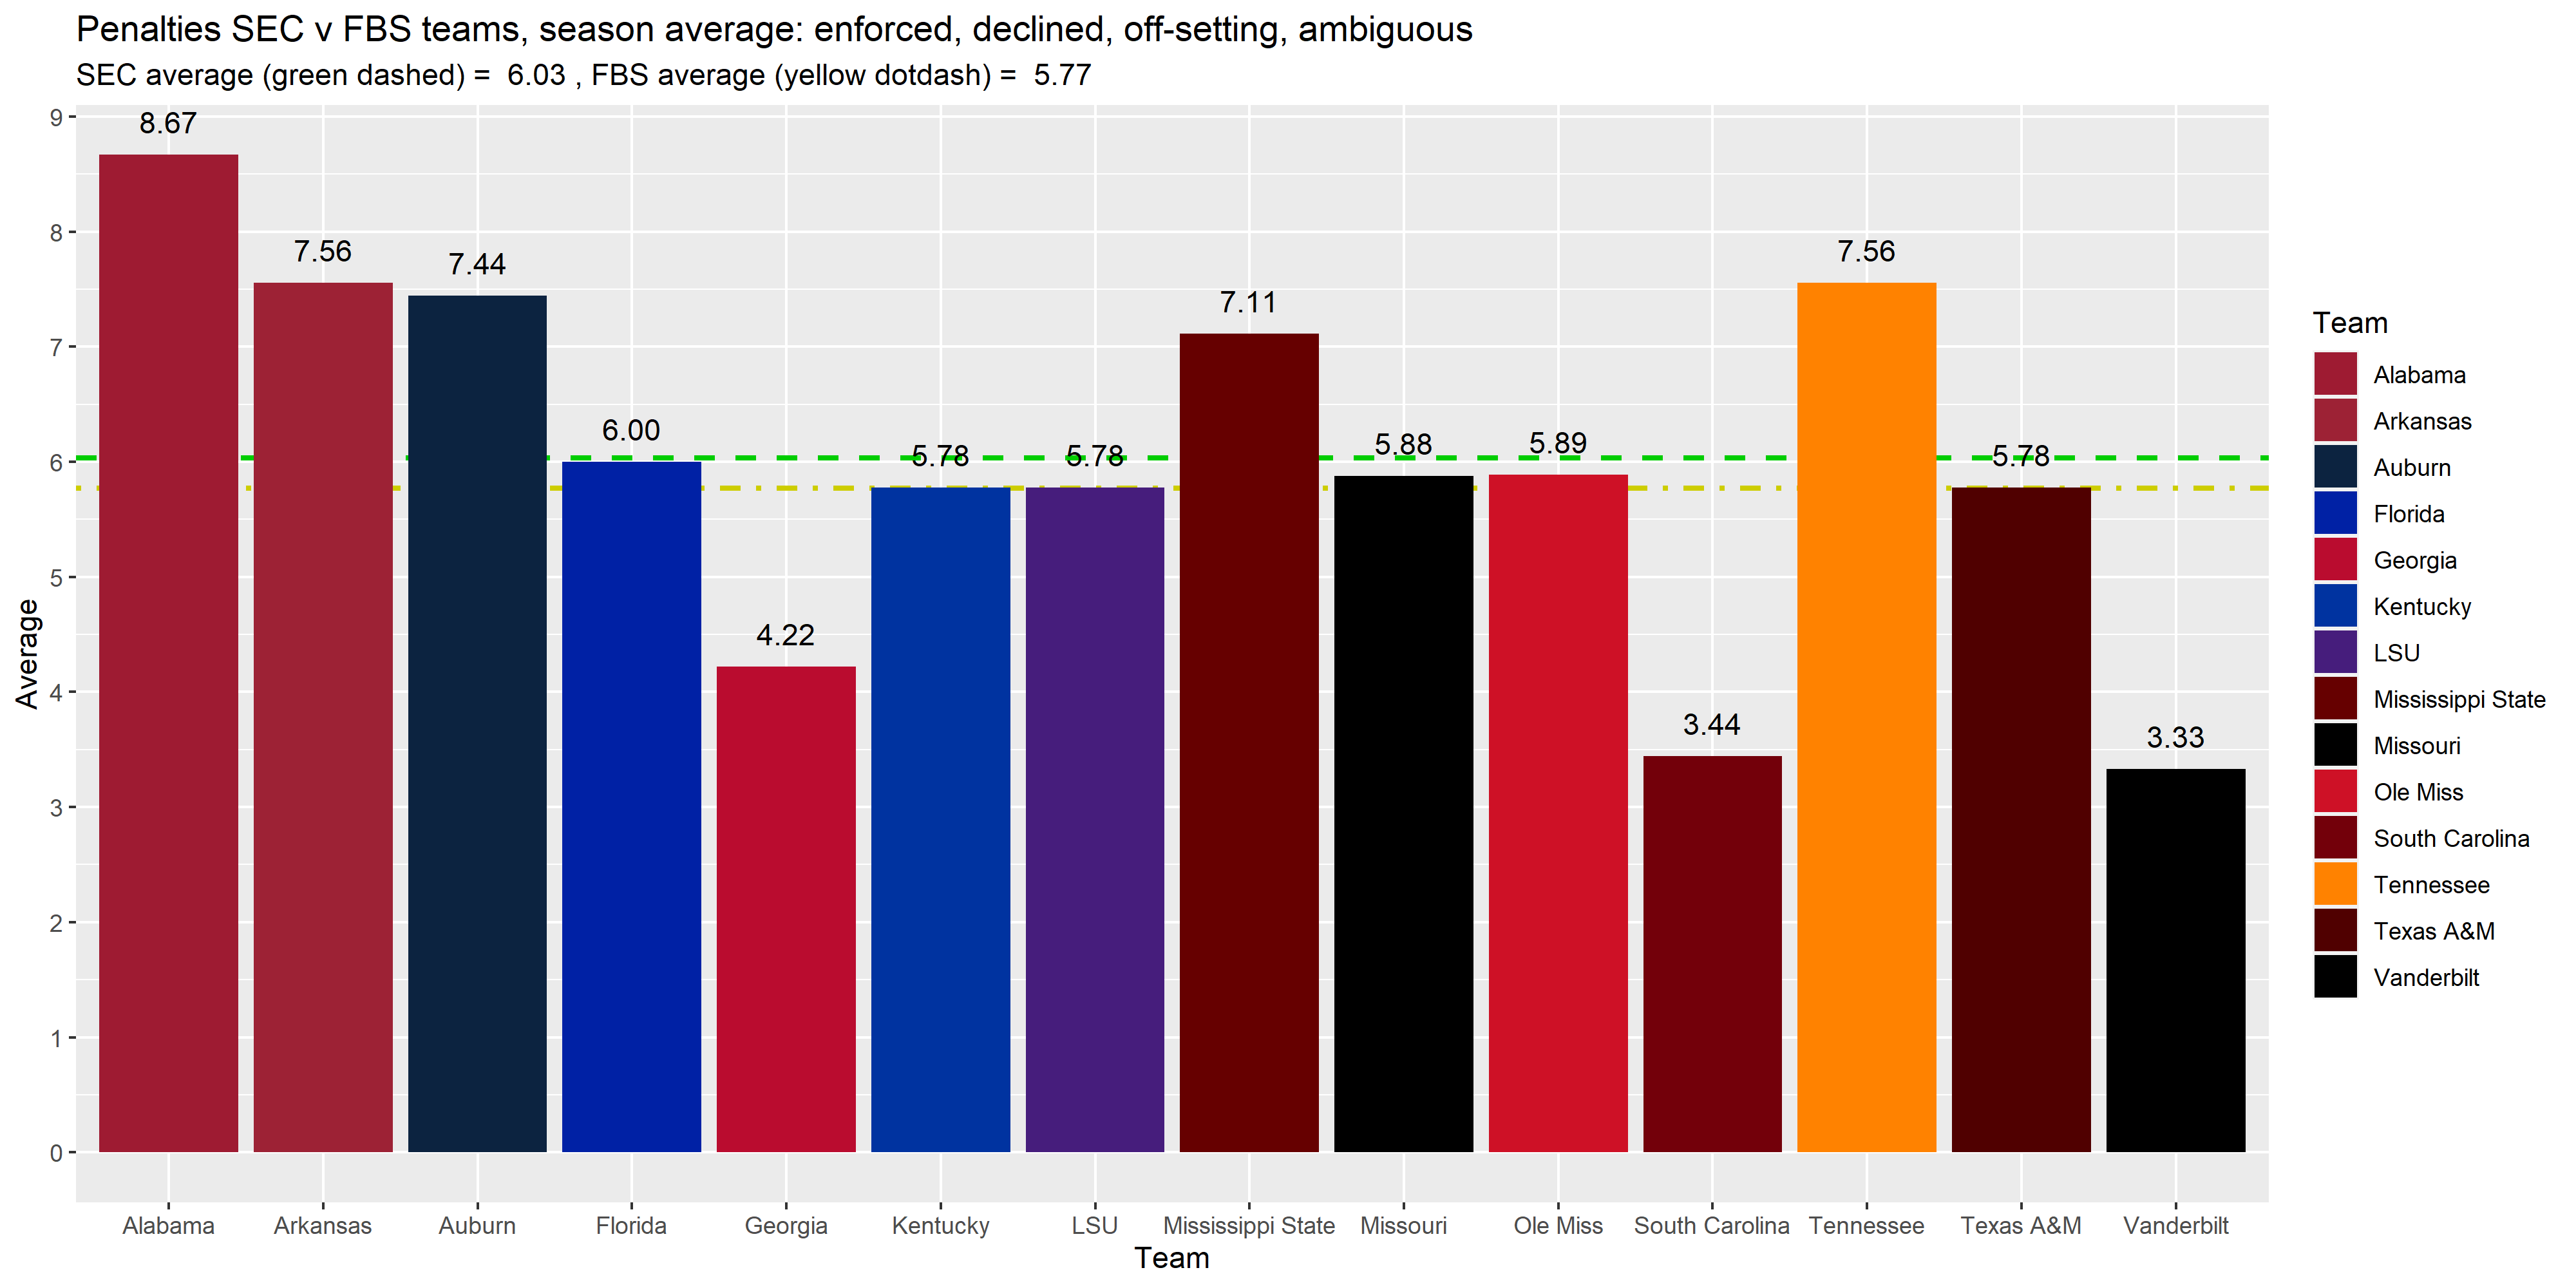 Penalties SEC v FBS teams, season average: enforced, declined, off-setting, ambiguous
SEC average (green dashed) =  6.03 , FBS average (yellow dotdash) =  5.77
Average
9
8
7
6
5
4
3
2
1
0
8.67
7.56
7.44
6.00
4.22
5.78
5.78
7.11
5.88
5.89
3.44
7.56
5.78
3.33
Alabama
Arkansas
Auburn
Florida
Georgia
Kentucky
LSU
Mississippi State
Missouri
Ole Miss
South Carolina
Tennessee
Texas A&M
Vanderbilt
Team
Team
Alabama
Arkansas
Auburn
Florida
Georgia
Kentucky
LSU
Mississippi State
Missouri
Ole Miss
South Carolina
Tennessee
Texas A&M
Vanderbilt